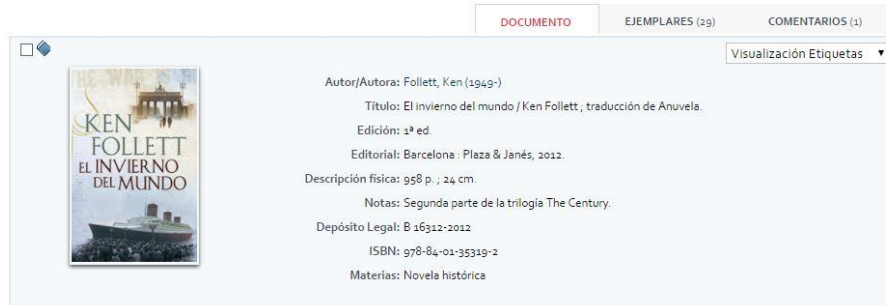 DOCUMENTO EJEMPLARES (29) COMENTARIOS (1)
Visualización Etiquetas
THE WAR
KEN
FOLLETT
EL INVIERNO
DEL MUNDO
Autor/Autora: Follett, Ken (1949-)
Título: El invierno del mundo / Ken Follett ; traducción de Anuvela.
Edición: 1ª ed.
Editorial: Barcelona : Plaza & Janés, 2012.
Descripción física: 958 p. ; 24 cm.
Notas: Segunda parte de la trilogía The Century.
Depósito Legal: B 16312-2012
ISBN: 978-84-01-35319-2
Materias: Novela histórica